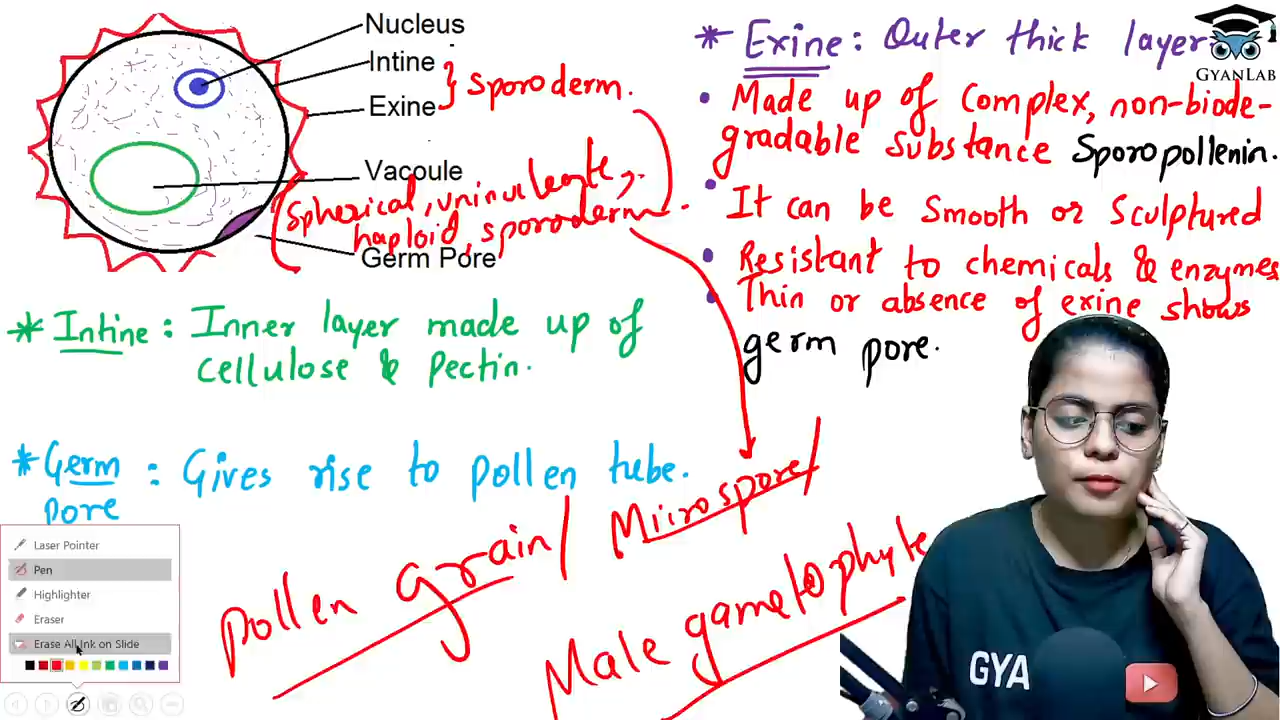 Nucleus
Intine
Exine
} Sporoderm.
Vacoule
Spherical, uninucleate,
haploid, sporoderm
Germ Pore
* Exine: Outer thick layer
GYANLAB
• Made up of complex, non-biode-
gradable substance Sporopollenin.
• It can be smooth or sculptured
• Resistant to chemicals & enzymes
• Thin or absence of exine shows
germ pore.
* Intine: Inner layer made up of
cellulose & Pectin.
* Germ pore : Gives rise to pollen tube.
Pollen grain/
Miirospore/
Male gametophyte
Laser Pointer
Pen
Highlighter
Eraser
Erase All Ink on Slide
GYA